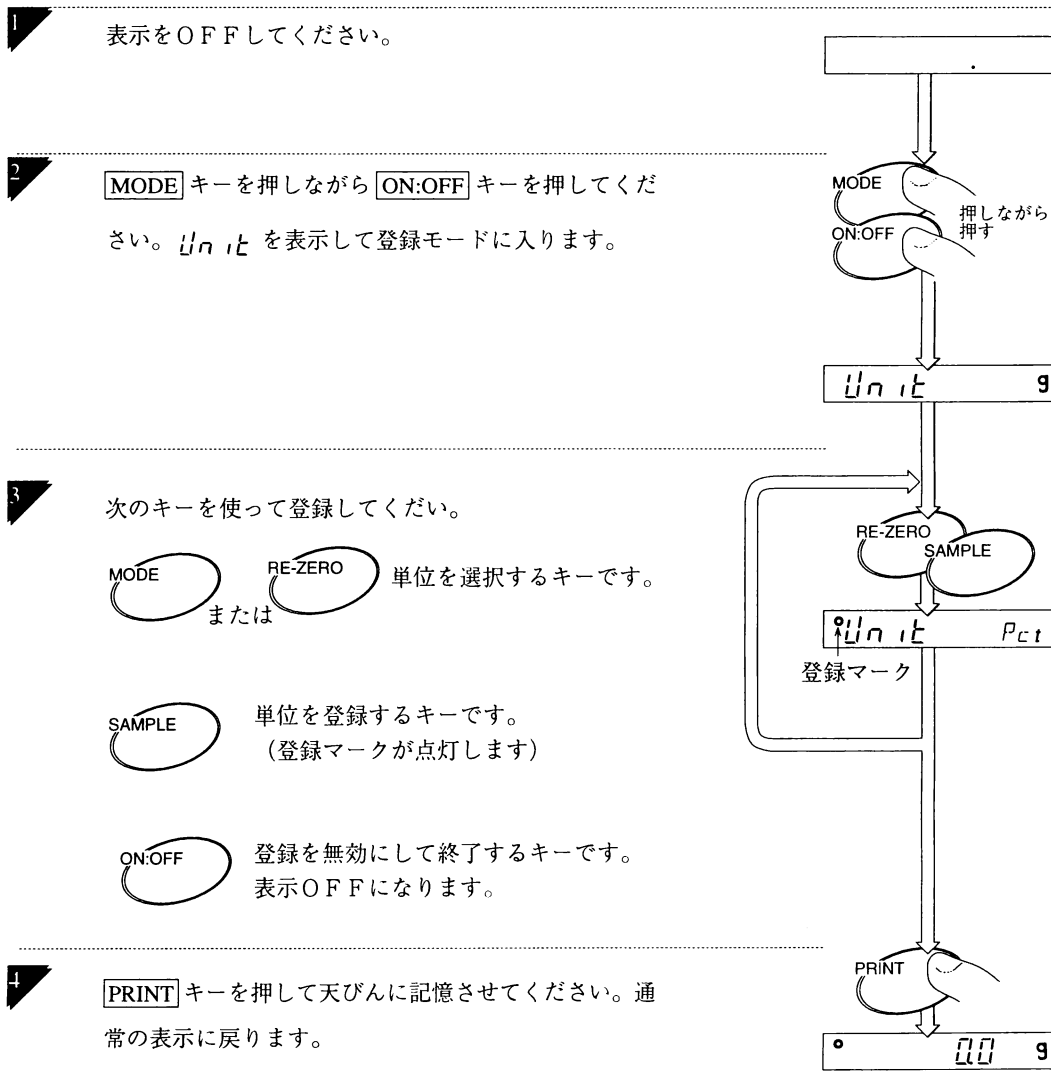 1
表示をＯＦＦしてください。
2
MODE キーを押しながら ON:OFF キーを押してくだ
さい。Unit を表示して登録モードに入ります。
MODE
ON:OFF
押しながら
押す
Unit g
3
次のキーを使って登録してくだい。
MODE
または
RE-ZERO
単位を選択するキーです。
SAMPLE
単位を登録するキーです。
（登録マークが点灯します）
ON:OFF
登録を無効にして終了するキーです。
表示ＯＦＦになります。
RE-ZERO
SAMPLE
Unit Pct
登録マーク
4
PRINT キーを押して天びんに記憶させてください。通
常の表示に戻ります。
PRINT
0.0 g